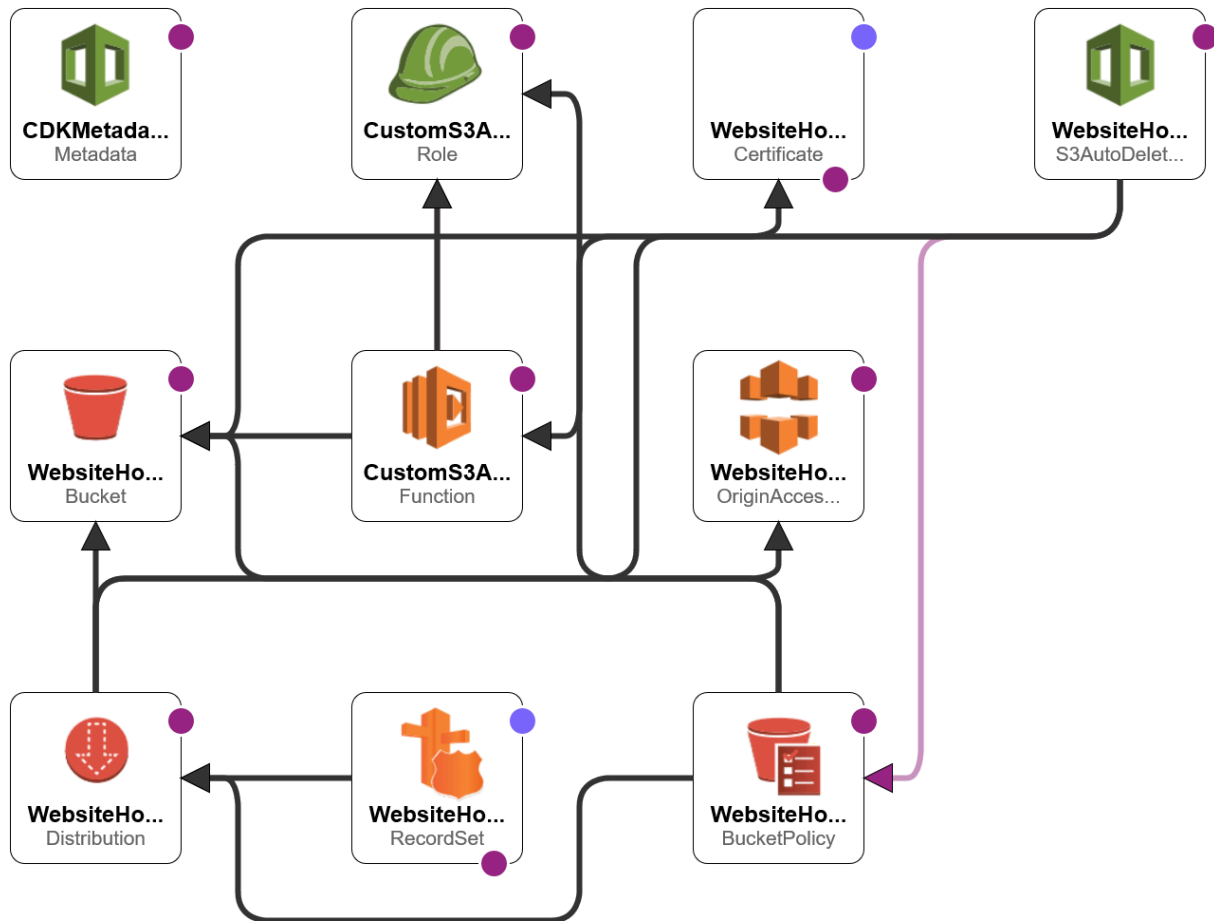 CDKMetada...
Metadata
CustomS3A...
Role
WebsiteHo...
Certificate
WebsiteHo...
S3AutoDelet...
WebsiteHo...
Bucket
CustomS3A...
Function
WebsiteHo...
OriginAcces...
WebsiteHo...
Distribution
WebsiteHo...
RecordSet
WebsiteHo...
BucketPolicy